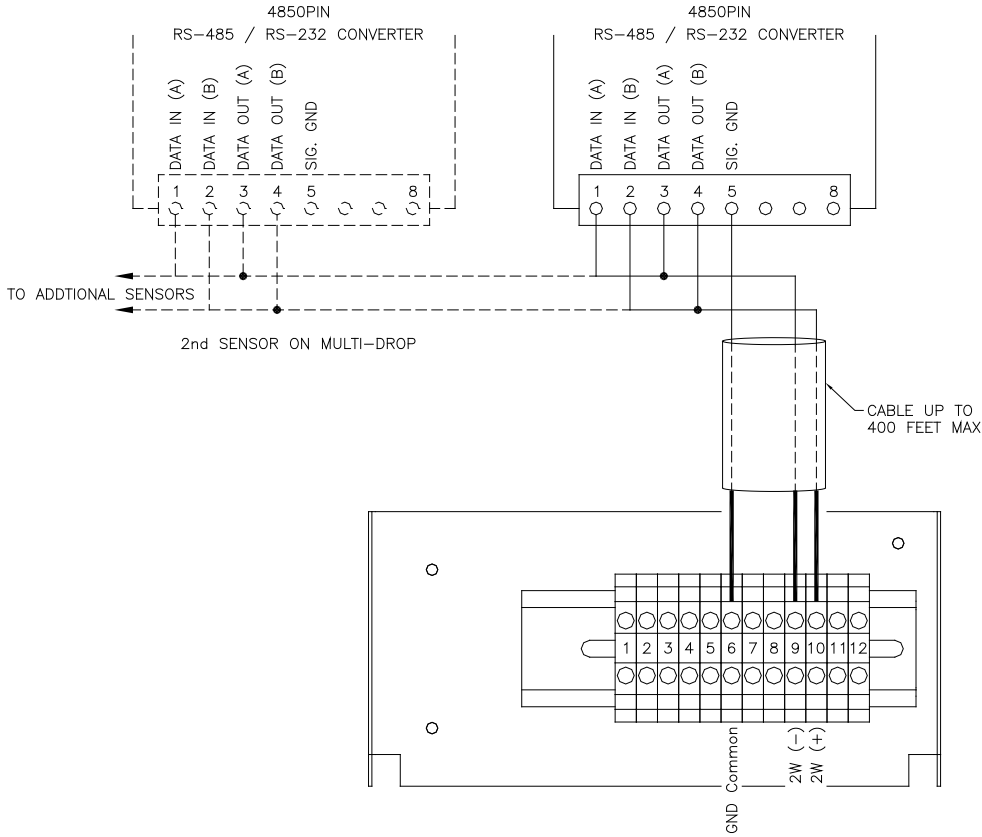 4850PIN
RS-485 / RS-232 CONVERTER
DATA IN (A)
DATA IN (B)
DATA OUT (A)
DATA OUT (B)
SIG. GND
1 2 3 4 5 8
4850PIN
RS-485 / RS-232 CONVERTER
DATA IN (A)
DATA IN (B)
DATA OUT (A)
DATA OUT (B)
SIG. GND
1 2 3 4 5 8
TO ADDTIONAL SENSORS
2nd SENSOR ON MULTI-DROP
CABLE UP TO
400 FEET MAX
1 2 3 4 5 6 7 8 9 10 11 12
GND Common
2W (-)
2W (+)